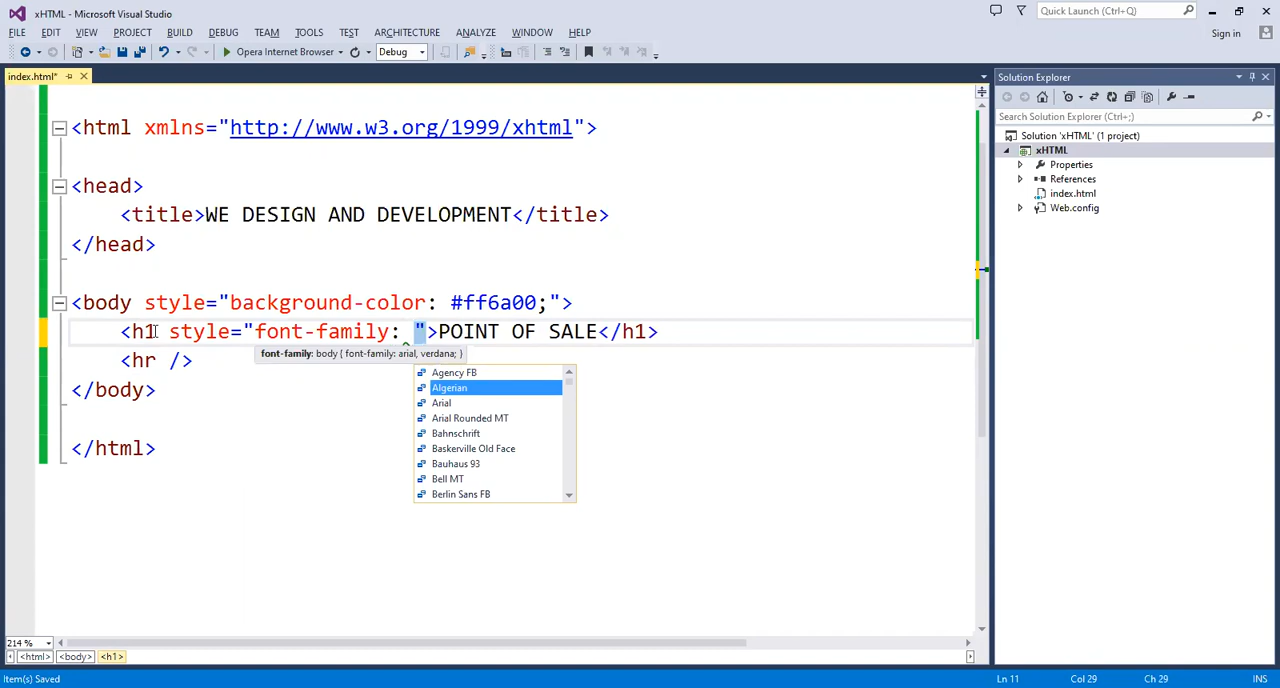 xHTML - Microsoft Visual Studio
Quick Launch (Ctrl+Q)
FILE EDIT VIEW PROJECT BUILD DEBUG TEAM TOOLS TEST ARCHITECTURE ANALYZE WINDOW HELP
Sign in
Opera Internet Browser
Debug
index.html*
<html xmlns="http://www.w3.org/1999/xhtml">
<head>
<title>WE DESIGN AND DEVELOPMENT</title>
</head>
<body style="background-color: #ff6a00;">
<h1 style="font-family: ">POINT OF SALE</h1>
font-family: body { font-family: arial, verdana; }
<hr />
Agency FB
Algerian
</body>
Arial
Arial Rounded MT
Bahnschrift
Baskerville Old Face
</html>
Bauhaus 93
Bell MT
Berlin Sans FB
214 %
<html> <body> <h1>
Solution Explorer
Search Solution Explorer (Ctrl+;)
Solution 'xHTML' (1 project)
xHTML
Properties
References
index.html
Web.config
Item(s) Saved
Ln 11 Col 29 Ch 29 INS